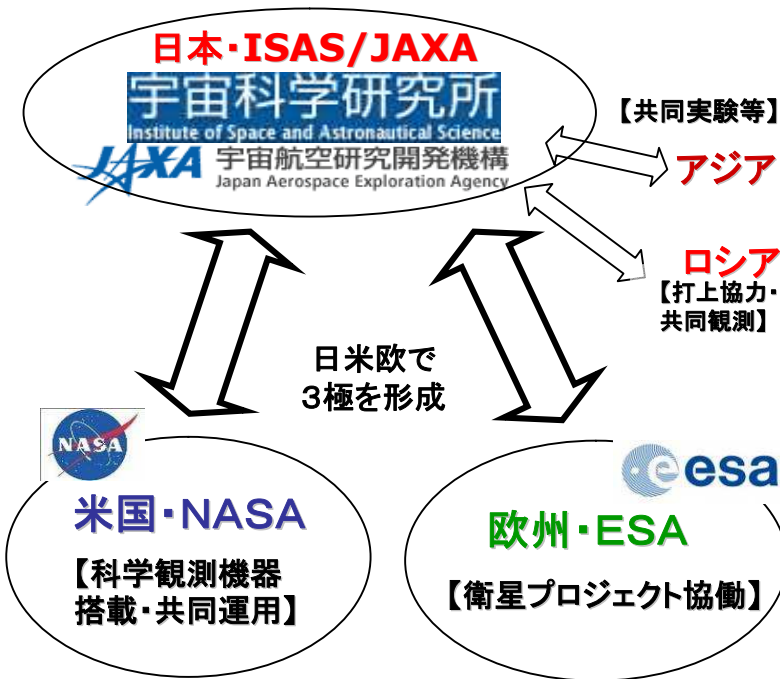 日本・ISAS/JAXA
宇宙科学研究所
Institute of Space and Astronautical Science
JAXA 宇宙航空研究開発機構
Japan Aerospace Exploration Agency
【共同実験等】
アジア
ロシア
【打上協力・
共同観測】
日米欧で
３極を形成
NASA
米国・NASA
【科学観測機器
搭載・共同運用】
esa
欧州・ESA
【衛星プロジェクト協働】